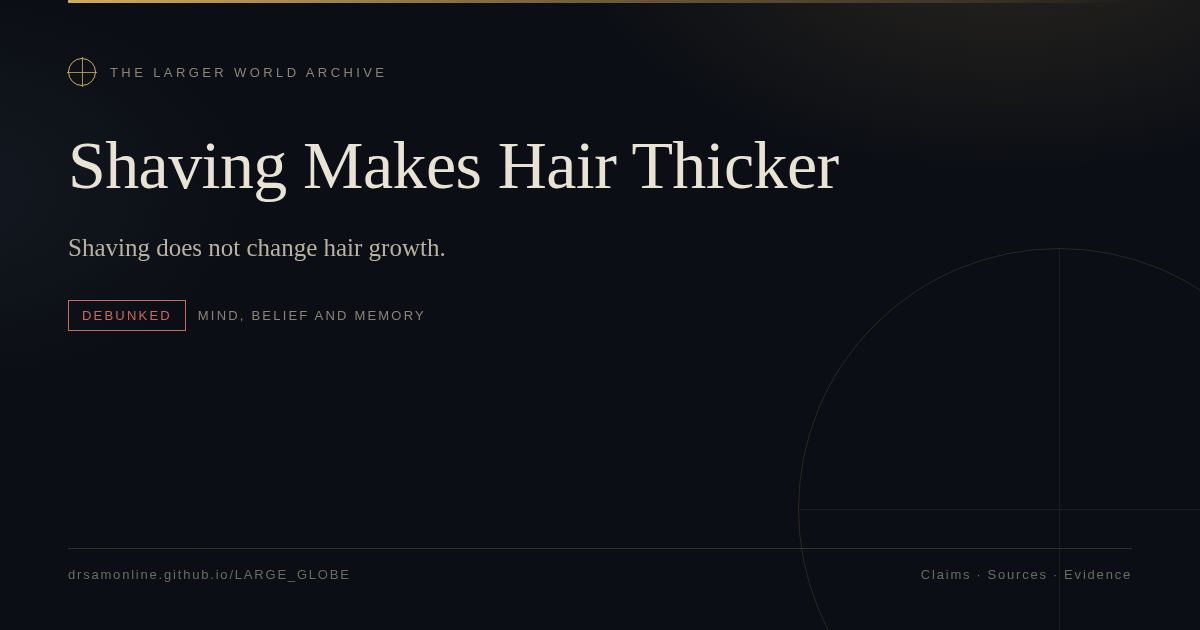 THE LARGER WORLD ARCHIVE
Shaving Makes Hair Thicker
Shaving does not change hair growth.
DEBUNKED MIND, BELIEF AND MEMORY
drsamonline.github.io/LARGE_GLOBE
Claims · Sources · Evidence